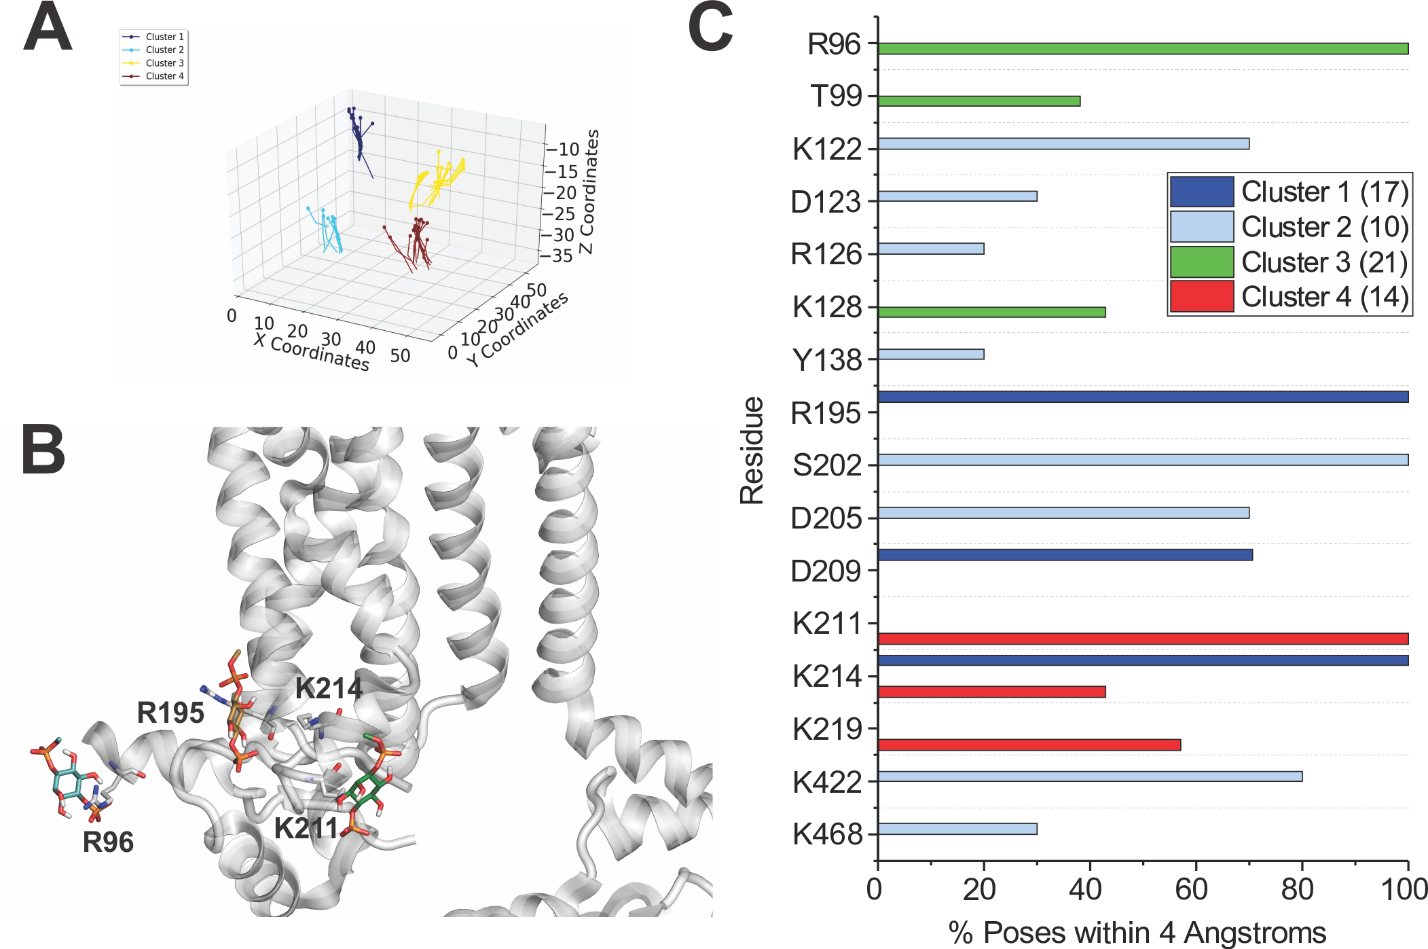 A
Cluster 1
Cluster 2
Cluster 3
Cluster 4
−10
−15
−20
−25
−30
−35
Z Coordinates
0
10
20
30
40
50
X Coordinates
0
10
20
30
40
50
Y Coordinates
B
K214
R195
K211
R96
C
R96
T99
K122
D123
R126
K128
Y138
R195
S202
D205
D209
K211
K214
K219
K422
K468
Residue
Cluster 1 (17)
Cluster 2 (10)
Cluster 3 (21)
Cluster 4 (14)
0 20 40 60 80 100
% Poses within 4 Angstroms